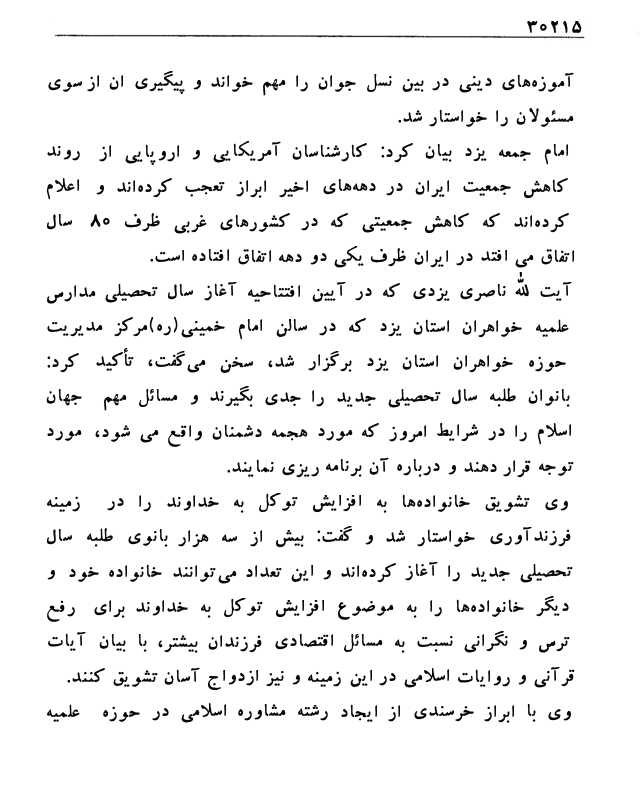 ۳۰۲۱۵
آموزه‌های دینی در بین نسل جوان را مهم خواند و پیگیری ان از سوی
مسئولان را خواستار شد.
امام جمعه یزد بیان کرد: کارشناسان آمریکایی و اروپایی از روند
کاهش جمعیت ایران در دهه‌های اخیر ابراز تعجب کرده‌اند و اعلام
کرده‌اند که کاهش جمعیتی که در کشورهای غربی ظرف ۸۰ سال
اتفاق می افتد در ایران ظرف یکی دو دهه اتفاق افتاده است.
آیت لله ناصری یزدی که در آیین افتتاحیه آغاز سال تحصیلی مدارس
علمیه خواهران استان یزد که در سالن امام خمینی(ره)مرکز مدیریت
حوزه خواهران استان یزد برگزار شد، سخن می‌گفت، تأکید کرد:
بانوان طلبه سال تحصیلی جدید را جدی بگیرند و مسائل مهم جهان
اسلام را در شرایط امروز که مورد هجمه دشمنان واقع می شود، مورد
توجه قرار دهند و درباره آن برنامه ریزی نمایند.
وی تشویق خانواده‌ها به افزایش توکل به خداوند را در زمینه
فرزندآوری خواستار شد و گفت: بیش از سه هزار بانوی طلبه سال
تحصیلی جدید را آغاز کرده‌اند و این تعداد می‌توانند خانواده خود و
دیگر خانواده‌ها را به موضوع افزایش توکل به خداوند برای رفع
ترس و نگرانی نسبت به مسائل اقتصادی فرزندان بیشتر، با بیان آیات
قرآنی و روایات اسلامی در این زمینه و نیز ازدواج آسان تشویق کنند.
وی با ابراز خرسندی از ایجاد رشته مشاوره اسلامی در حوزه علمیه